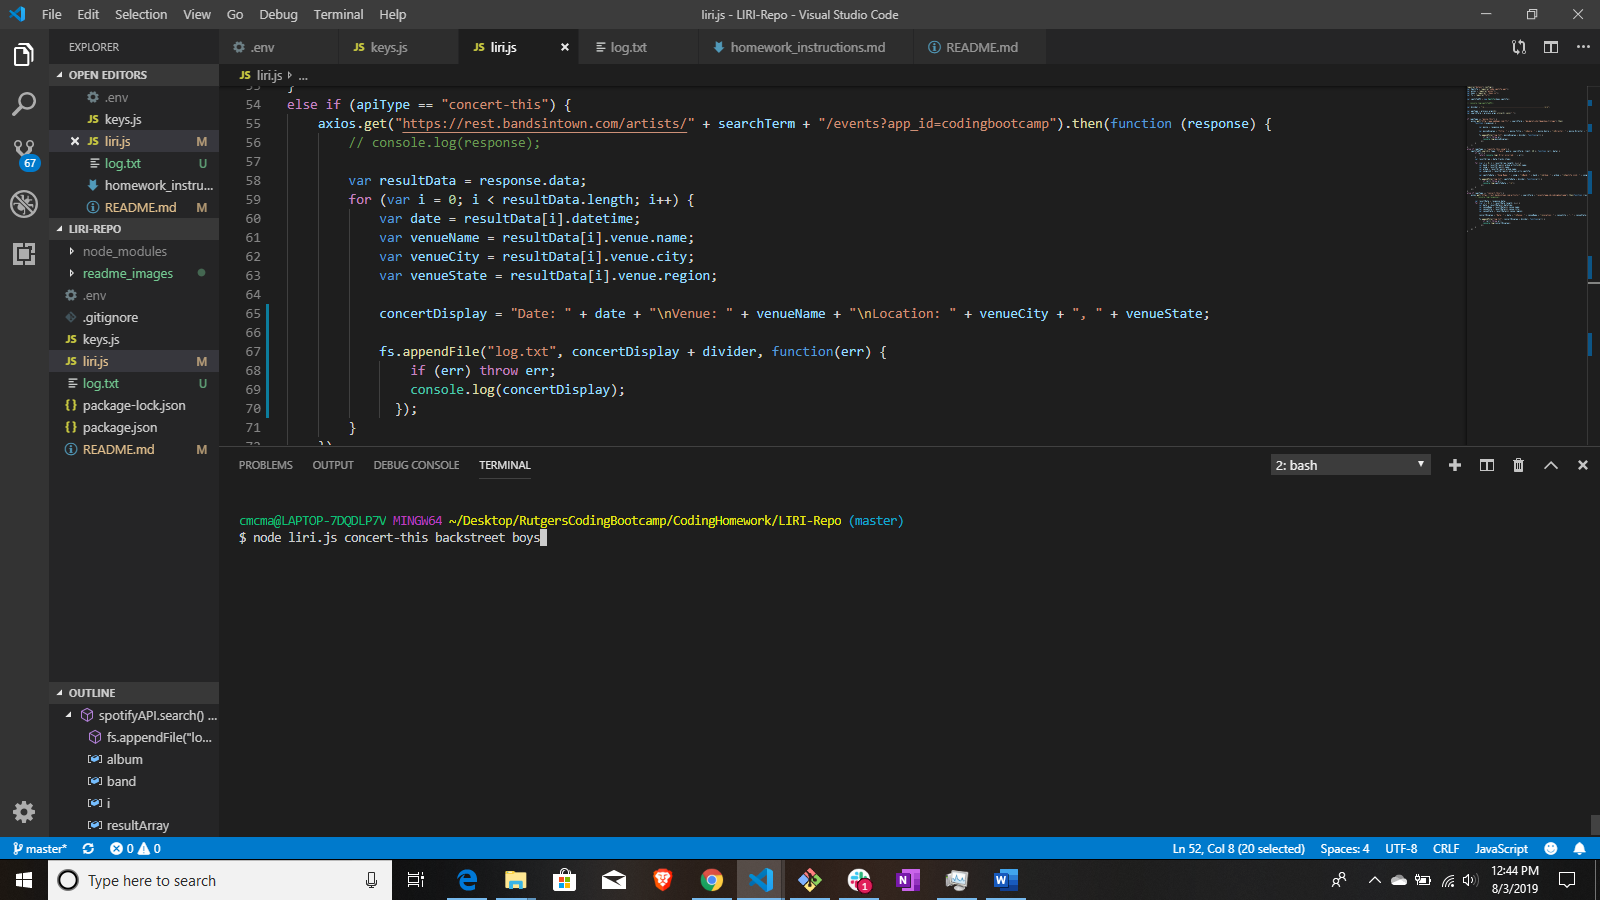 File Edit Selection View Go Debug Terminal Help
liri.js - LIRI-Repo - Visual Studio Code
EXPLORER
.env
JS keys.js
JS liri.js
log.txt
homework_instructions.md
README.md
OPEN EDITORS
.env
JS keys.js
JS liri.js M
log.txt U
homework_instru...
README.md M
LIRI-REPO
node_modules
readme_images
.env
.gitignore
JS keys.js
JS liri.js M
log.txt U
{} package-lock.json
{} package.json
README.md M
OUTLINE
spotifyAPI.search() ...
fs.appendFile("lo...
album
band
i
resultArray
67
JS liri.js ...
53 }
54 else if (apiType == "concert-this") {
55 axios.get("https://rest.bandsintown.com/artists/" + searchTerm + "/events?app_id=codingbootcamp").then(function (response) {
56 // console.log(response);
57
58 var resultData = response.data;
59 for (var i = 0; i < resultData.length; i++) {
60 var date = resultData[i].datetime;
61 var venueName = resultData[i].venue.name;
62 var venueCity = resultData[i].venue.city;
63 var venueState = resultData[i].venue.region;
64
65 concertDisplay = "Date: " + date + "\nVenue: " + venueName + "\nLocation: " + venueCity + ", " + venueState;
66
67 fs.appendFile("log.txt", concertDisplay + divider, function(err) {
68 if (err) throw err;
69 console.log(concertDisplay);
70 });
71 }
72 })
PROBLEMS OUTPUT DEBUG CONSOLE TERMINAL
2: bash
cmcma@LAPTOP-7DQDLP7V MINGW64 ~/Desktop/RutgersCodingBootcamp/CodingHomework/LIRI-Repo (master)
$ node liri.js concert-this backstreet boys
master* 0 0
Ln 52, Col 8 (20 selected) Spaces: 4 UTF-8 CRLF JavaScript
Type here to search
1
12:44 PM
8/3/2019